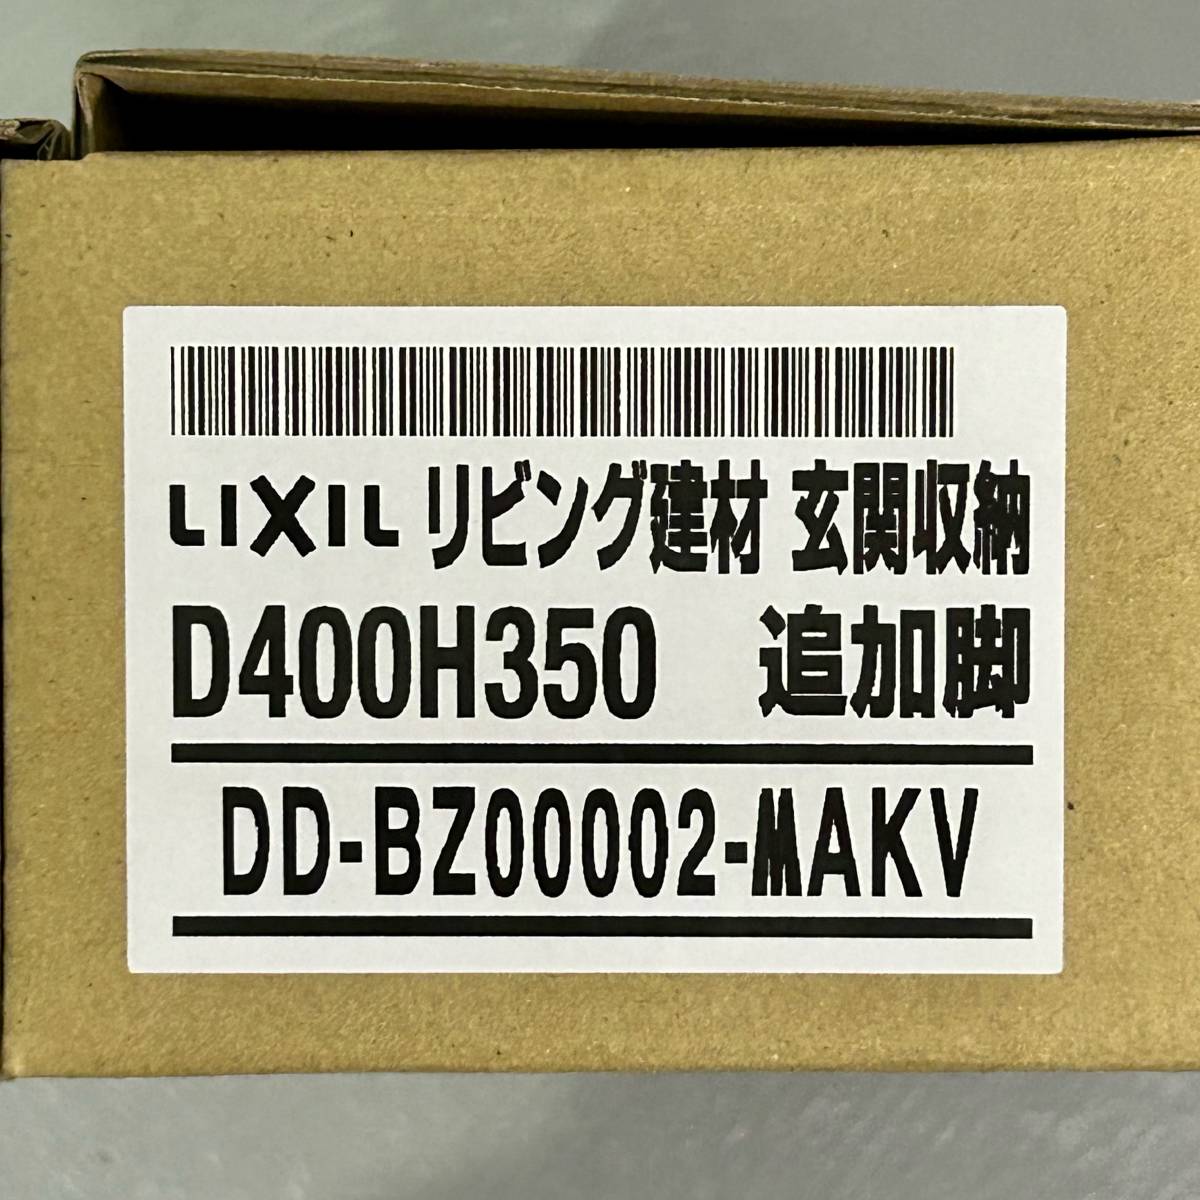 LIXIL リビング建材 玄関収納
D400H350 追加脚
DD-BZ00002-MAKV